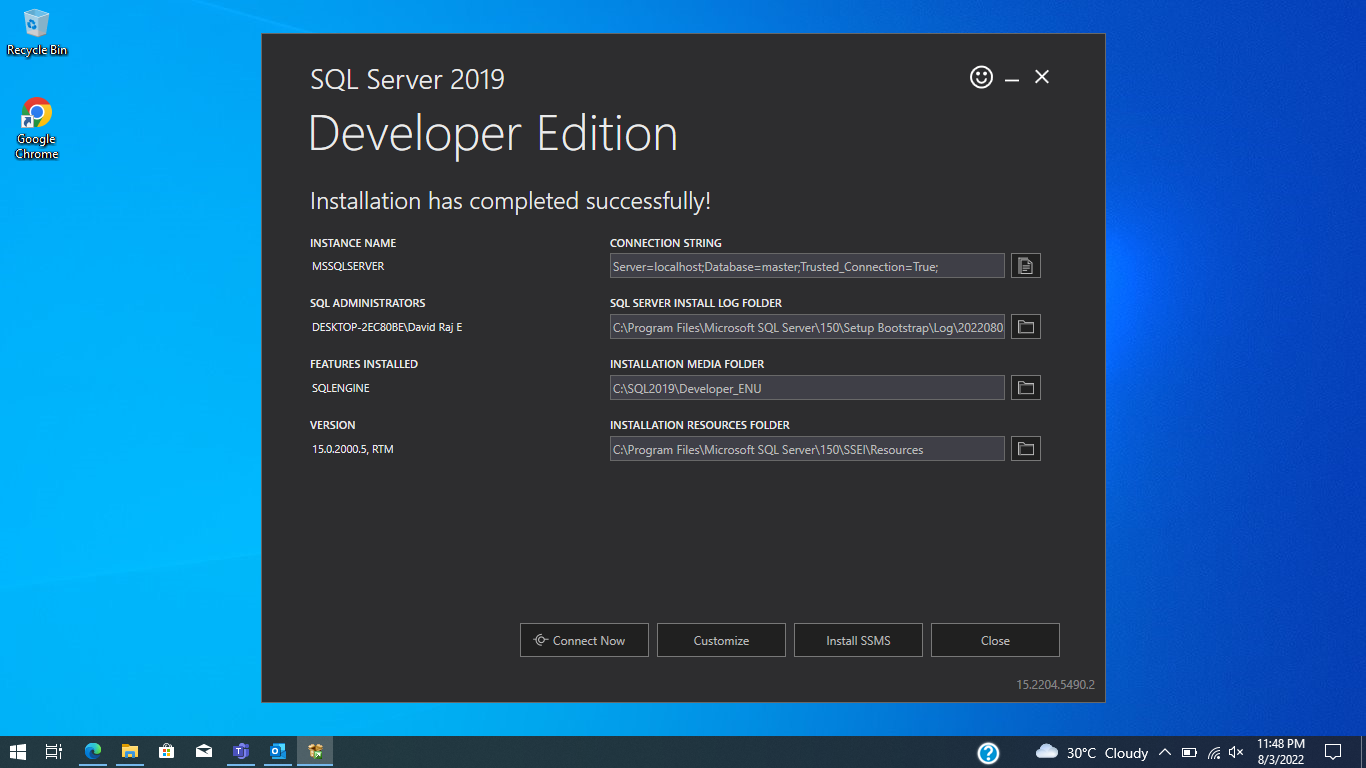 Recycle Bin
Google
Chrome
SQL Server 2019
Developer Edition
Installation has completed successfully!
INSTANCE NAME
MSSQLSERVER
CONNECTION STRING
Server=localhost;Database=master;Trusted_Connection=True;
SQL ADMINISTRATORS
DESKTOP-2EC80BE\David Raj E
SQL SERVER INSTALL LOG FOLDER
C:\Program Files\Microsoft SQL Server\150\Setup Bootstrap\Log\2022080
FEATURES INSTALLED
SQLENGINE
INSTALLATION MEDIA FOLDER
C:\SQL2019\Developer_ENU
VERSION
15.0.2000.5, RTM
INSTALLATION RESOURCES FOLDER
C:\Program Files\Microsoft SQL Server\150\SSEI\Resources
Connect Now
Customize
Install SSMS
Close
15.2204.5490.2
30°C Cloudy
11:48 PM
8/3/2022